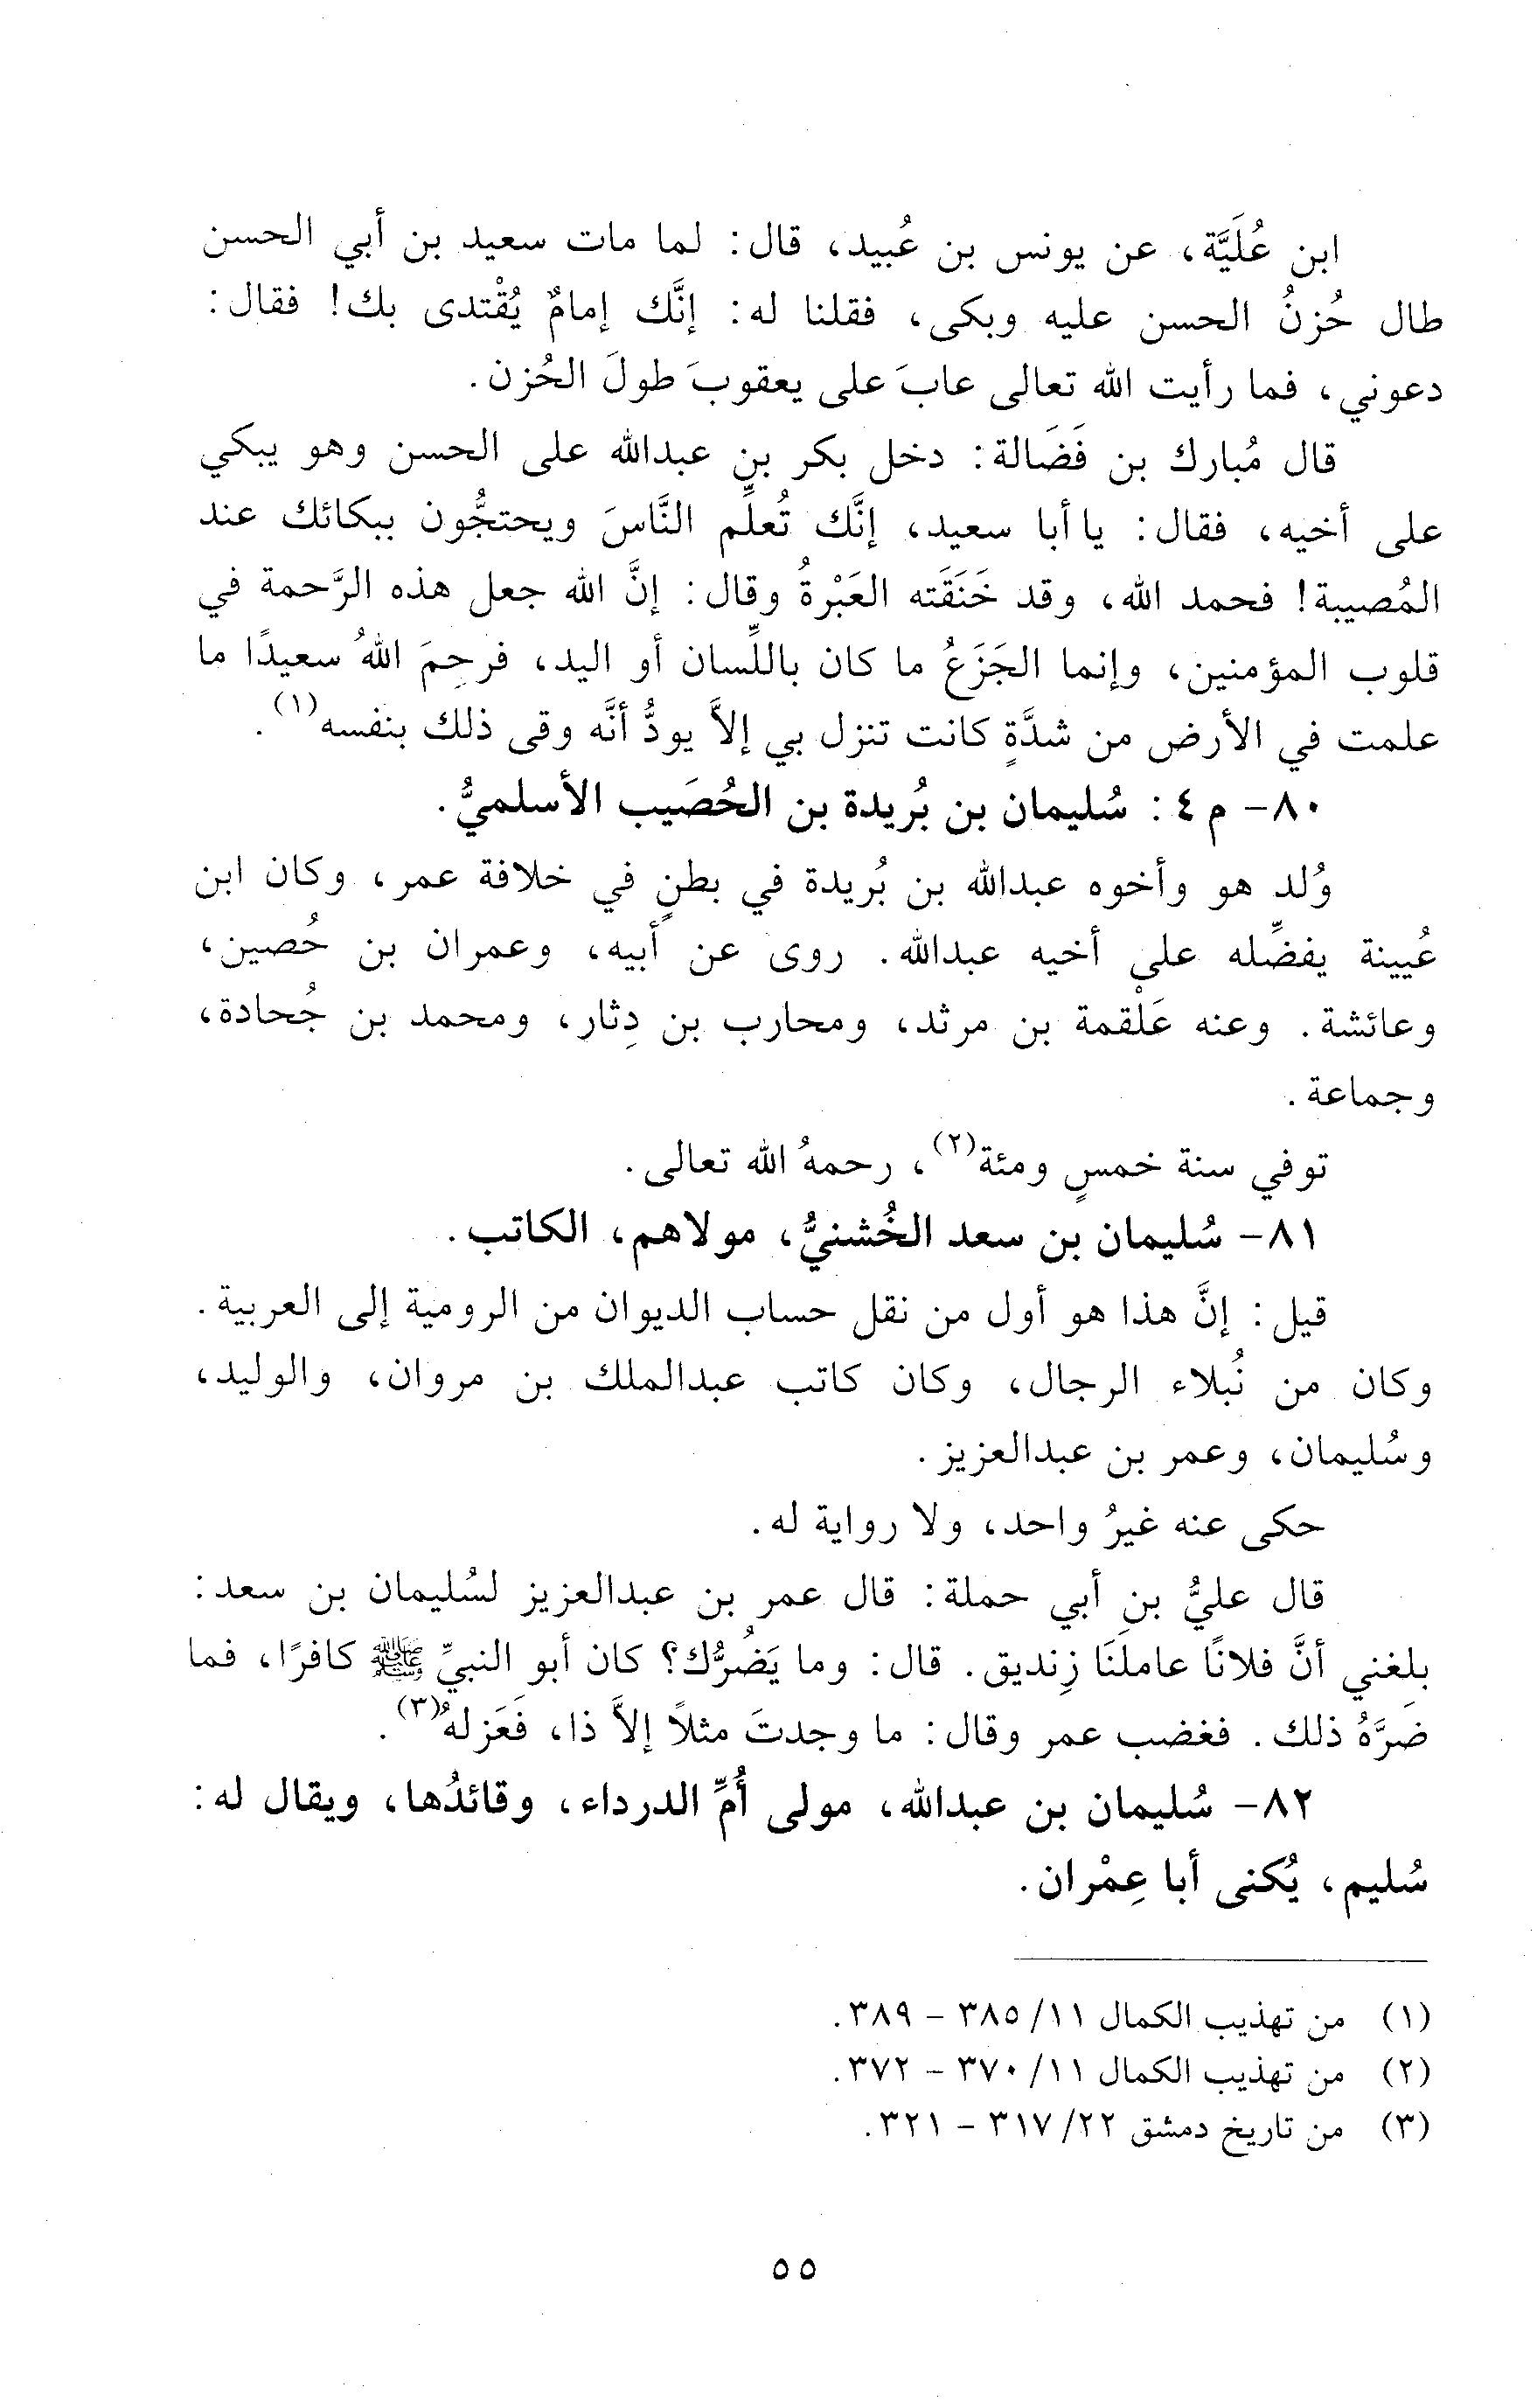 ابن عُلَيَّة، عن يونس بن عُبيد، قال: لما مات سعيد بن أبي الحسن
طال حُزنُ الحسن عليه وبكى، فقلنا له: إنَّك إمامٌ يُقْتدى بك! فقال:
دعوني، فما رأيت الله تعالى عابَ على يعقوبَ طولَ الحُزن.
قال مُبارك بن فَضَالة: دخل بكر بن عبدالله على الحسن وهو يبكي
على أخيه، فقال: يا أبا سعيد، إنَّك تُعلِّم النَّاسَ ويحتجُّون ببكائك عند
المُصيبة! فحمد الله، وقد خَنَقَته العَبْرةُ وقال: إنَّ الله جعل هذه الرَّحمة في
قلوب المؤمنين، وإنما الجَزَعُ ما كان باللِّسان أو اليد، فرحِمَ اللهُ سعيدًا ما
علمت في الأرض من شدَّةٍ كانت تنزل بي إلاَّ يودُّ أنَّه وقى ذلك بنفسه(١).
٨٠- م ٤: سُليمان بن بُريدة بن الحُصَيب الأسلميُّ.
وُلد هو وأخوه عبدالله بن بُريدة في بطنٍ في خلافة عمر، وكان ابن
عُيينة يفضِّله على أخيه عبدالله. روى عن أبيه، وعمران بن حُصين،
وعائشة. وعنه عَلْقمة بن مرثد، ومحارب بن دِثار، ومحمد بن جُحادة،
وجماعة.
توفي سنة خمسٍ ومئة(٢)، رحمهُ الله تعالى.
٨١- سُليمان بن سعد الخُشنيُّ، مولاهم، الكاتب.
قيل: إنَّ هذا هو أول من نقل حساب الديوان من الرومية إلى العربية.
وكان من نُبلاء الرجال، وكان كاتب عبدالملك بن مروان، والوليد،
وسُليمان، وعمر بن عبدالعزيز.
حكى عنه غيرُ واحد، ولا رواية له.
قال عليُّ بن أبي حملة: قال عمر بن عبدالعزيز لسُليمان بن سعد:
بلغني أنَّ فلانًا عاملَنَا زِنديق. قال: وما يَضُرُّك؟ كان أبو النبيِّ ﷺ كافرًا، فما
ضَرَّهُ ذلك. فغضب عمر وقال: ما وجدتَ مثلاً إلاَّ ذا، فَعَزلهُ(٣).
٨٢- سُليمان بن عبدالله، مولى أُمِّ الدرداء، وقائدُها، ويقال له:
سُليم، يُكنى أبا عِمْران.
(١) من تهذيب الكمال ١١/ ٣٨٥ - ٣٨٩.
(٢) من تهذيب الكمال ١١/ ٣٧٠ - ٣٧٢.
(٣) من تاريخ دمشق ٢٢/ ٣١٧ - ٣٢١.
٥٥